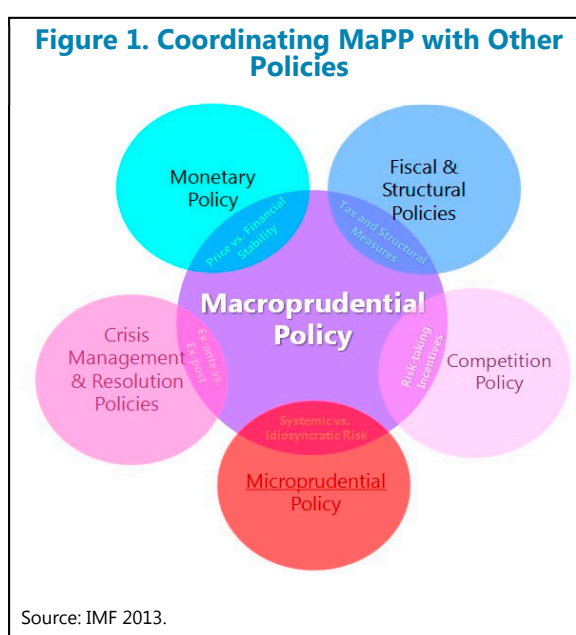 Figure 1. Coordinating MaPP with Other
Policies
Monetary
Policy
Fiscal &
Structural
Policies
Price vs. Financial
Stability
Tax and Structural
Measures
Macroprudential
Policy
Crisis
Management
& Resolution
Policies
Ex-ante vs.
Ex-post
Risk-taking
Incentives
Competition
Policy
Systemic vs.
Idiosyncratic Risk
Microprudential
Policy
Source: IMF 2013.